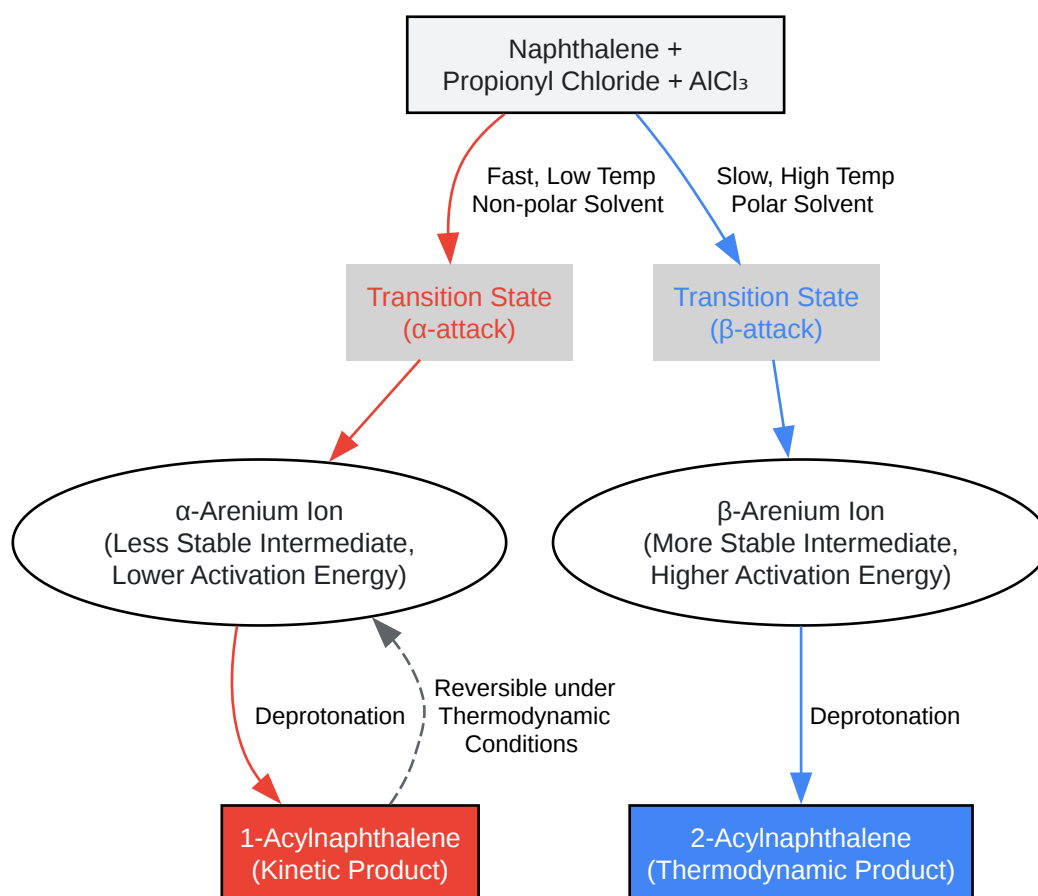 Naphthalene +
Propionyl Chloride + AlCl₃
Fast, Low Temp
Non-polar Solvent
Slow, High Temp
Polar Solvent
Transition State
(α-attack)
Transition State
(β-attack)
α-Arenium Ion
(Less Stable Intermediate,
Lower Activation Energy)
β-Arenium Ion
(More Stable Intermediate,
Higher Activation Energy)
Deprotonation
Reversible under
Thermodynamic
Conditions
Deprotonation
1-Acylnaphthalene
(Kinetic Product)
2-Acylnaphthalene
(Thermodynamic Product)